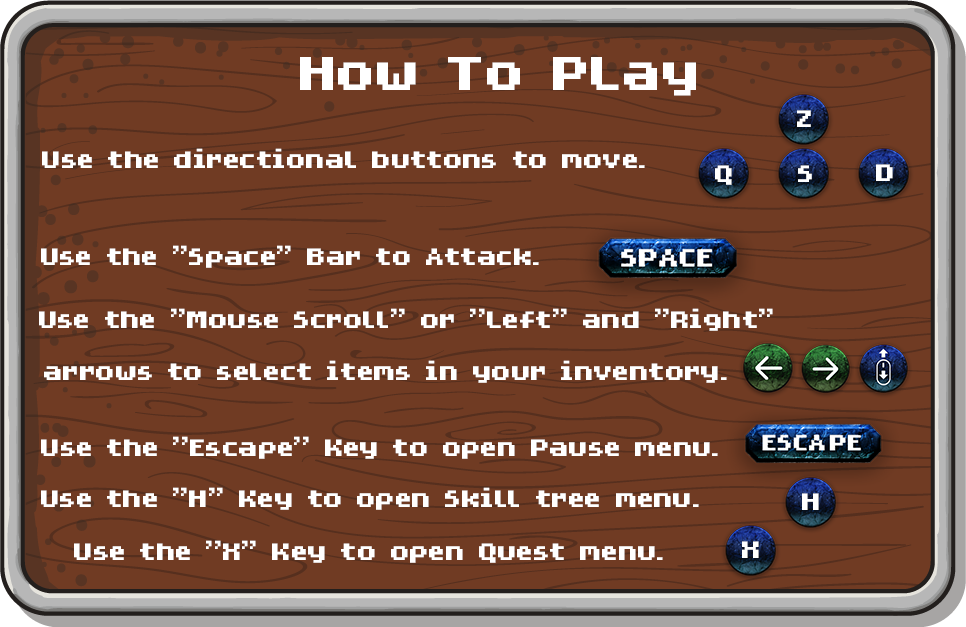 How To Play
Z
Use the directional buttons to move.
Q S D
Use the "Space" Bar to Attack. SPACE
Use the "Mouse Scroll" or "Left" and "Right"
arrows to select items in your inventory.
Use the "Escape" Key to open Pause menu. ESCAPE
Use the "H" Key to open Skill tree menu. H
Use the "X" Key to open Quest menu. X